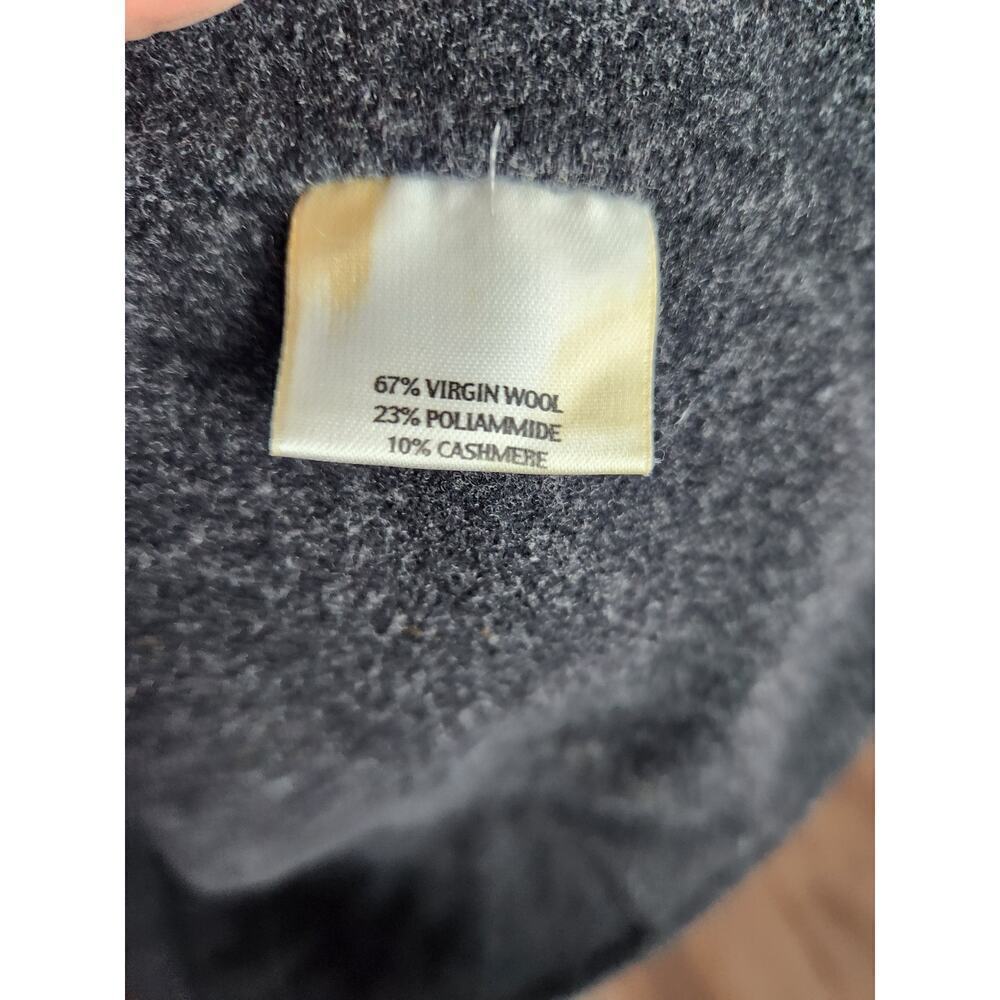 67% VIRGIN WOOL
23% POLIAMMIDE
10% CASHMERE